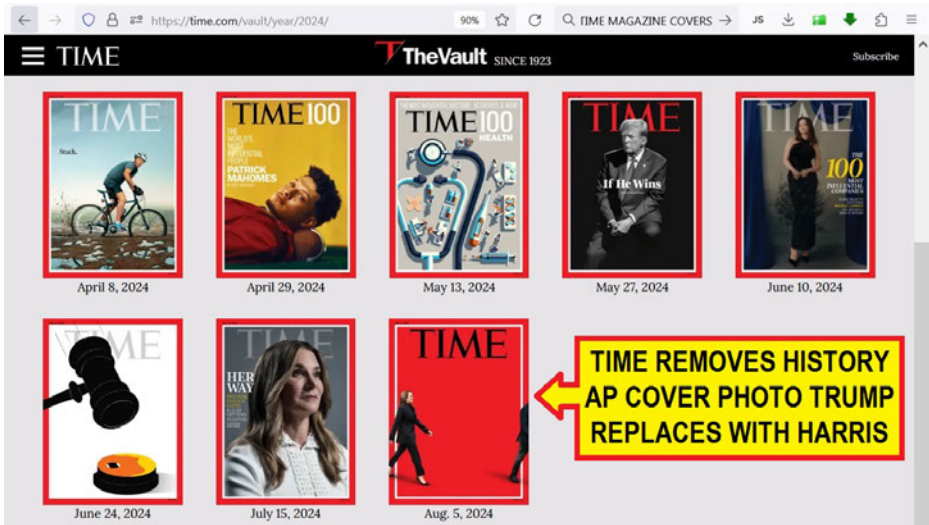 https://time.com/vault/year/2024/
90%
TIME MAGAZINE COVERS
JS
TIME
TheVault SINCE 1923
Subscribe
TIME
Stuck.
April 8, 2024
TIME100
THE
WORLD'S
MOST
INFLUENTIAL
PEOPLE
PATRICK
MAHOMES
April 29, 2024
TIME100
HEALTH
May 13, 2024
TIME
If He Wins
May 27, 2024
TIME
THE
100
MOST
INFLUENTIAL
COMPANIES
June 10, 2024
TIME
June 24, 2024
TIME
HER
WAY
July 15, 2024
TIME
Aug. 5, 2024
TIME REMOVES HISTORY
AP COVER PHOTO TRUMP
REPLACES WITH HARRIS